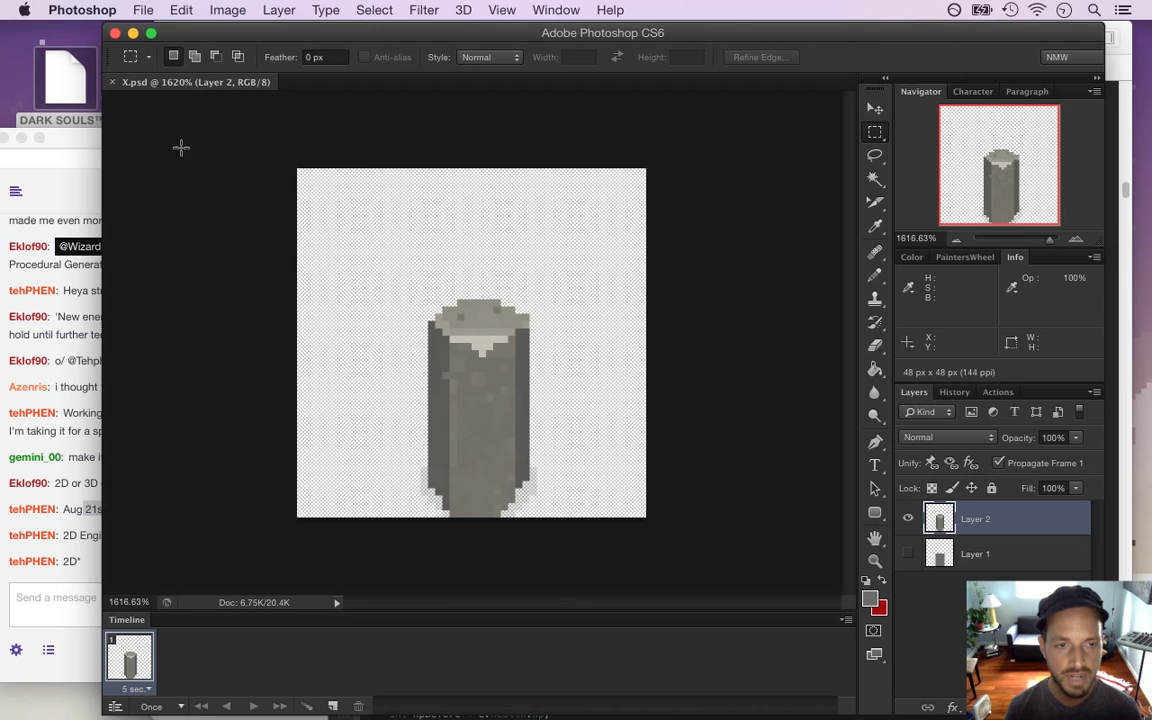 Photoshop File Edit Image Layer Type Select Filter 3D View Window Help
Adobe Photoshop CS6
Feather: 0 px Anti-alias Style: Normal Width: Height: Refine Edge... NMW
× X.psd @ 1620% (Layer 2, RGB/8)
DARK SOULS™
made me even mor
Eklof90: @Wizard
Procedural Generat
tehPHEN: Heya str
Eklof90: 'New ene
hold until further te
Eklof90: o/ @Tehp
Azenris: i thought
tehPHEN: Working
I'm taking it for a sp
gemini_00: make i
Eklof90: 2D or 3D
tehPHEN: Aug 21s
tehPHEN: 2D Engi
tehPHEN: 2D*
Send a message
Navigator Character Paragraph
1616.63%
Color PaintersWheel Info
H: Op: 100%
S:
B:
X: W:
Y: H:
48 px x 48 px (144 ppi)
Layers History Actions
Kind
Normal Opacity: 100%
Unify: Propagate Frame 1
Lock: Fill: 100%
Layer 2
Layer 1
1616.63% Doc: 6.75K/20.4K
Timeline
1
5 sec.
Once